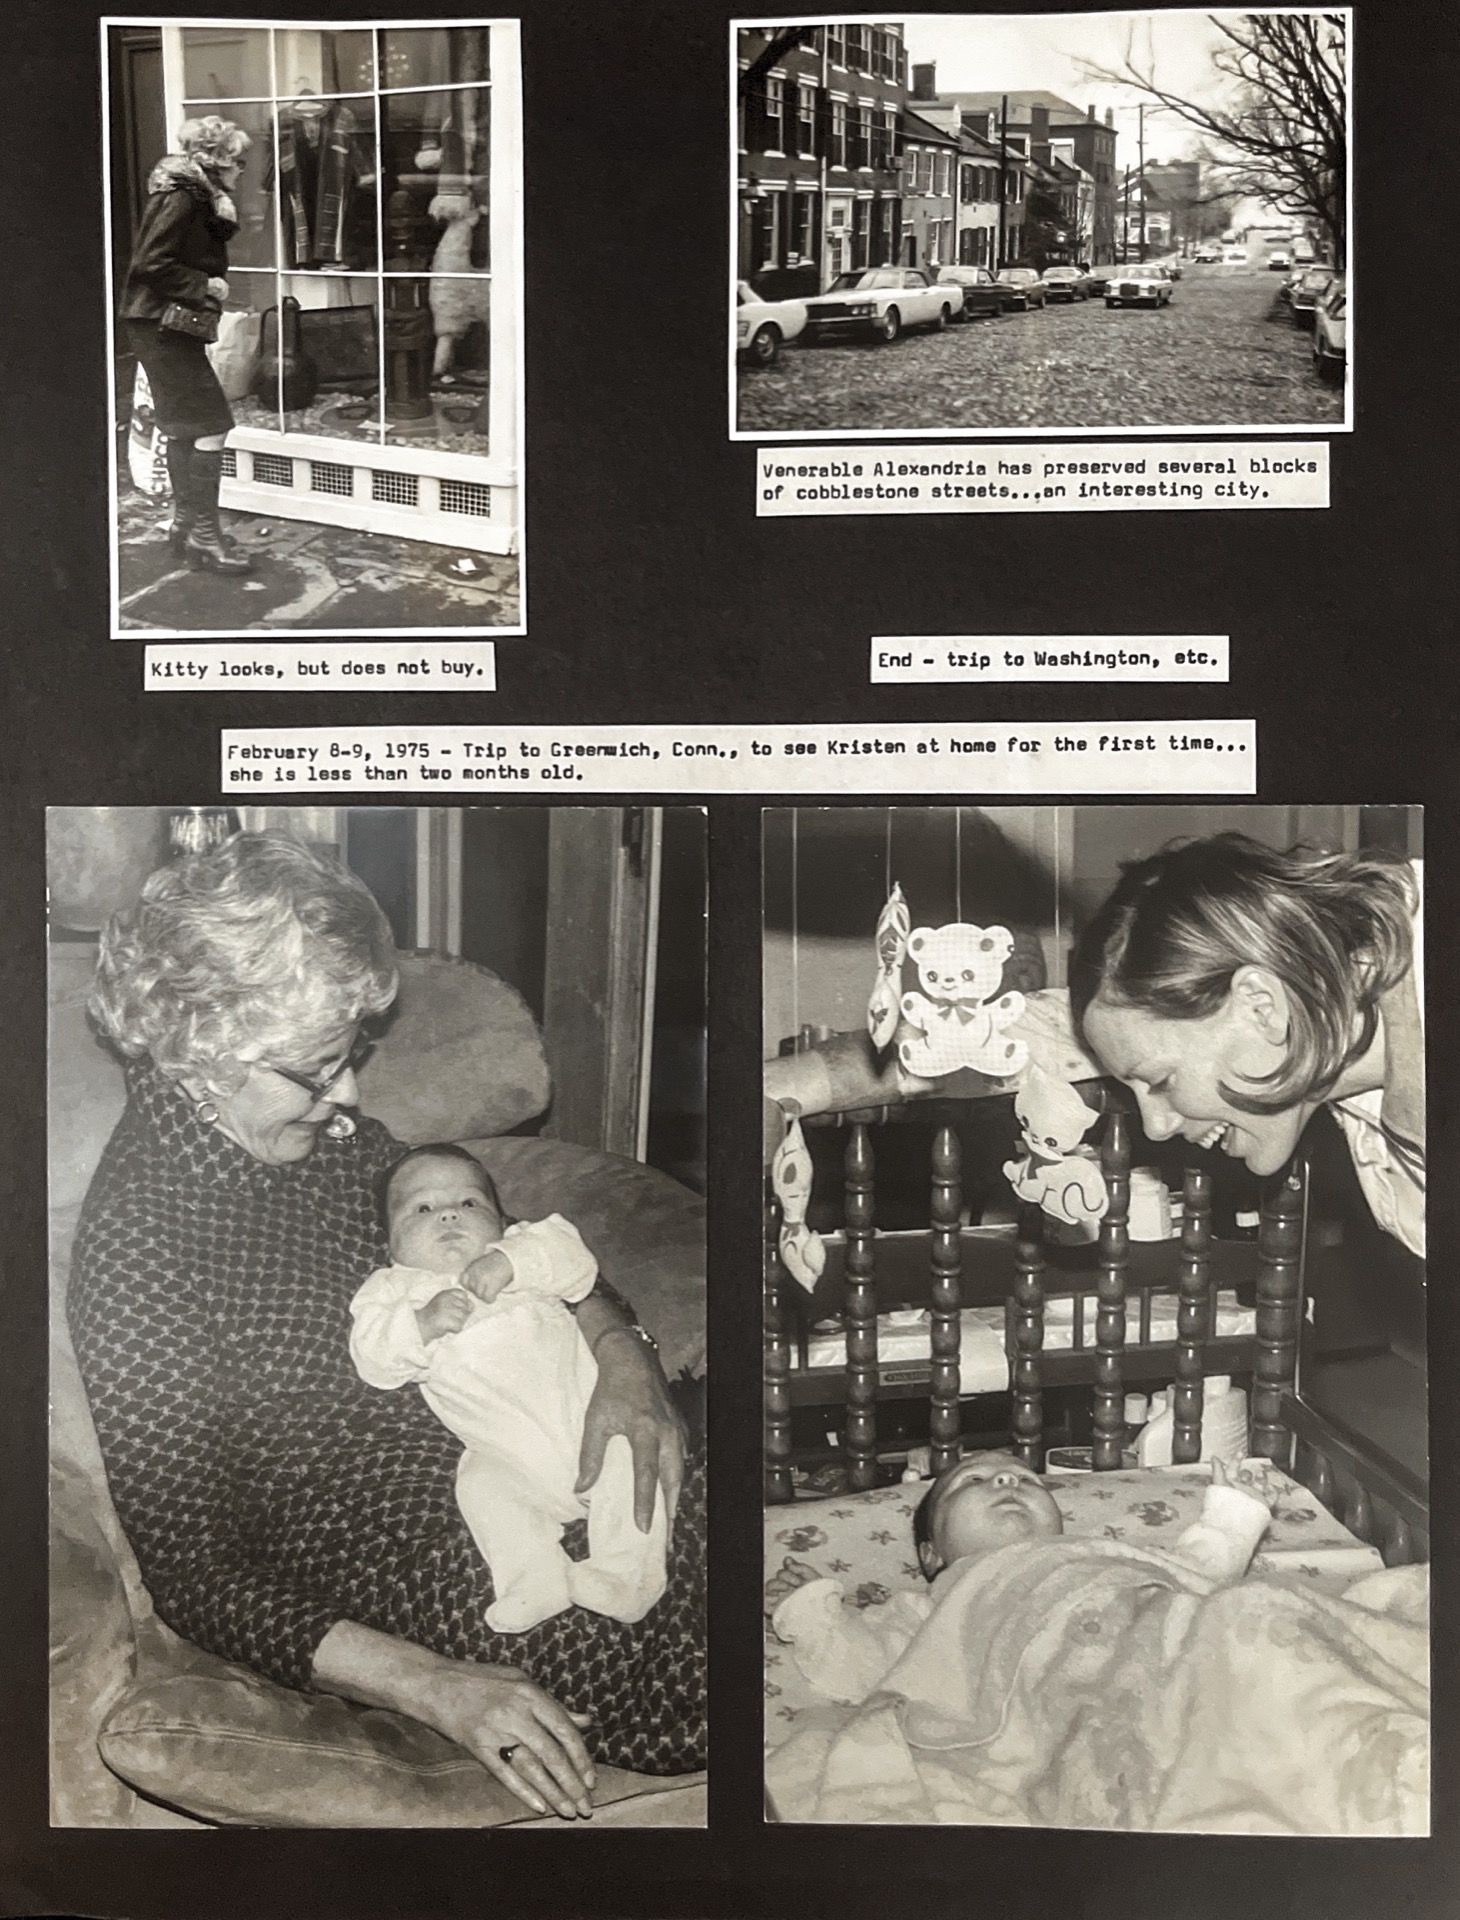 Venerable Alexandria has preserved several blocks
of cobblestone streets...an interesting city.
Kitty looks, but does not buy.
End - trip to Washington, etc.
February 8-9, 1975 - Trip to Greenwich, Conn., to see Kristen at home for the first time...
she is less than two months old.